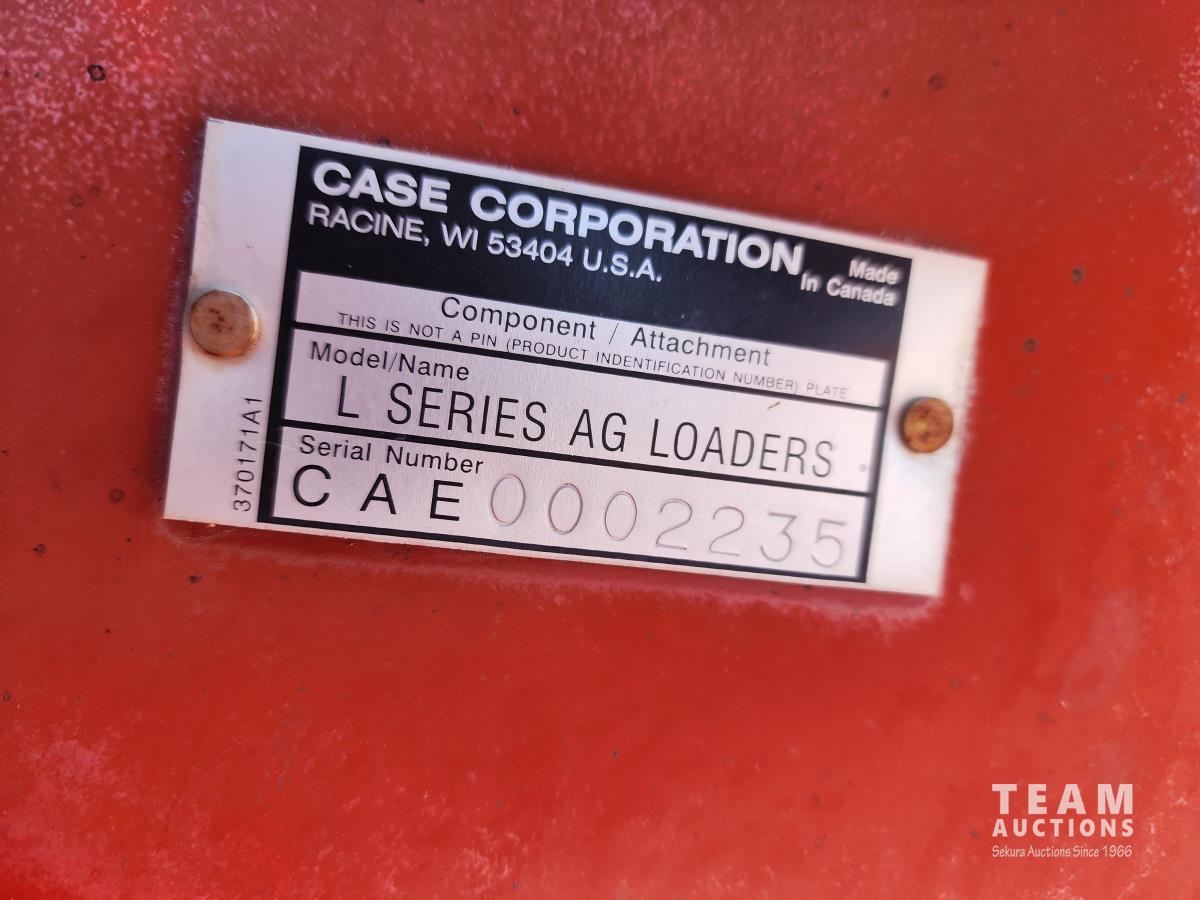 CASE CORPORATION
RACINE, WI 53404 U.S.A.
Made
In Canada
Component / Attachment
THIS IS NOT A PIN (PRODUCT INDENTIFICATION NUMBER) PLATE
Model/Name
L SERIES AG LOADERS
Serial Number
CAE0002235
370171A1
TEAM
AUCTIONS
Sekura Auctions Since 1966